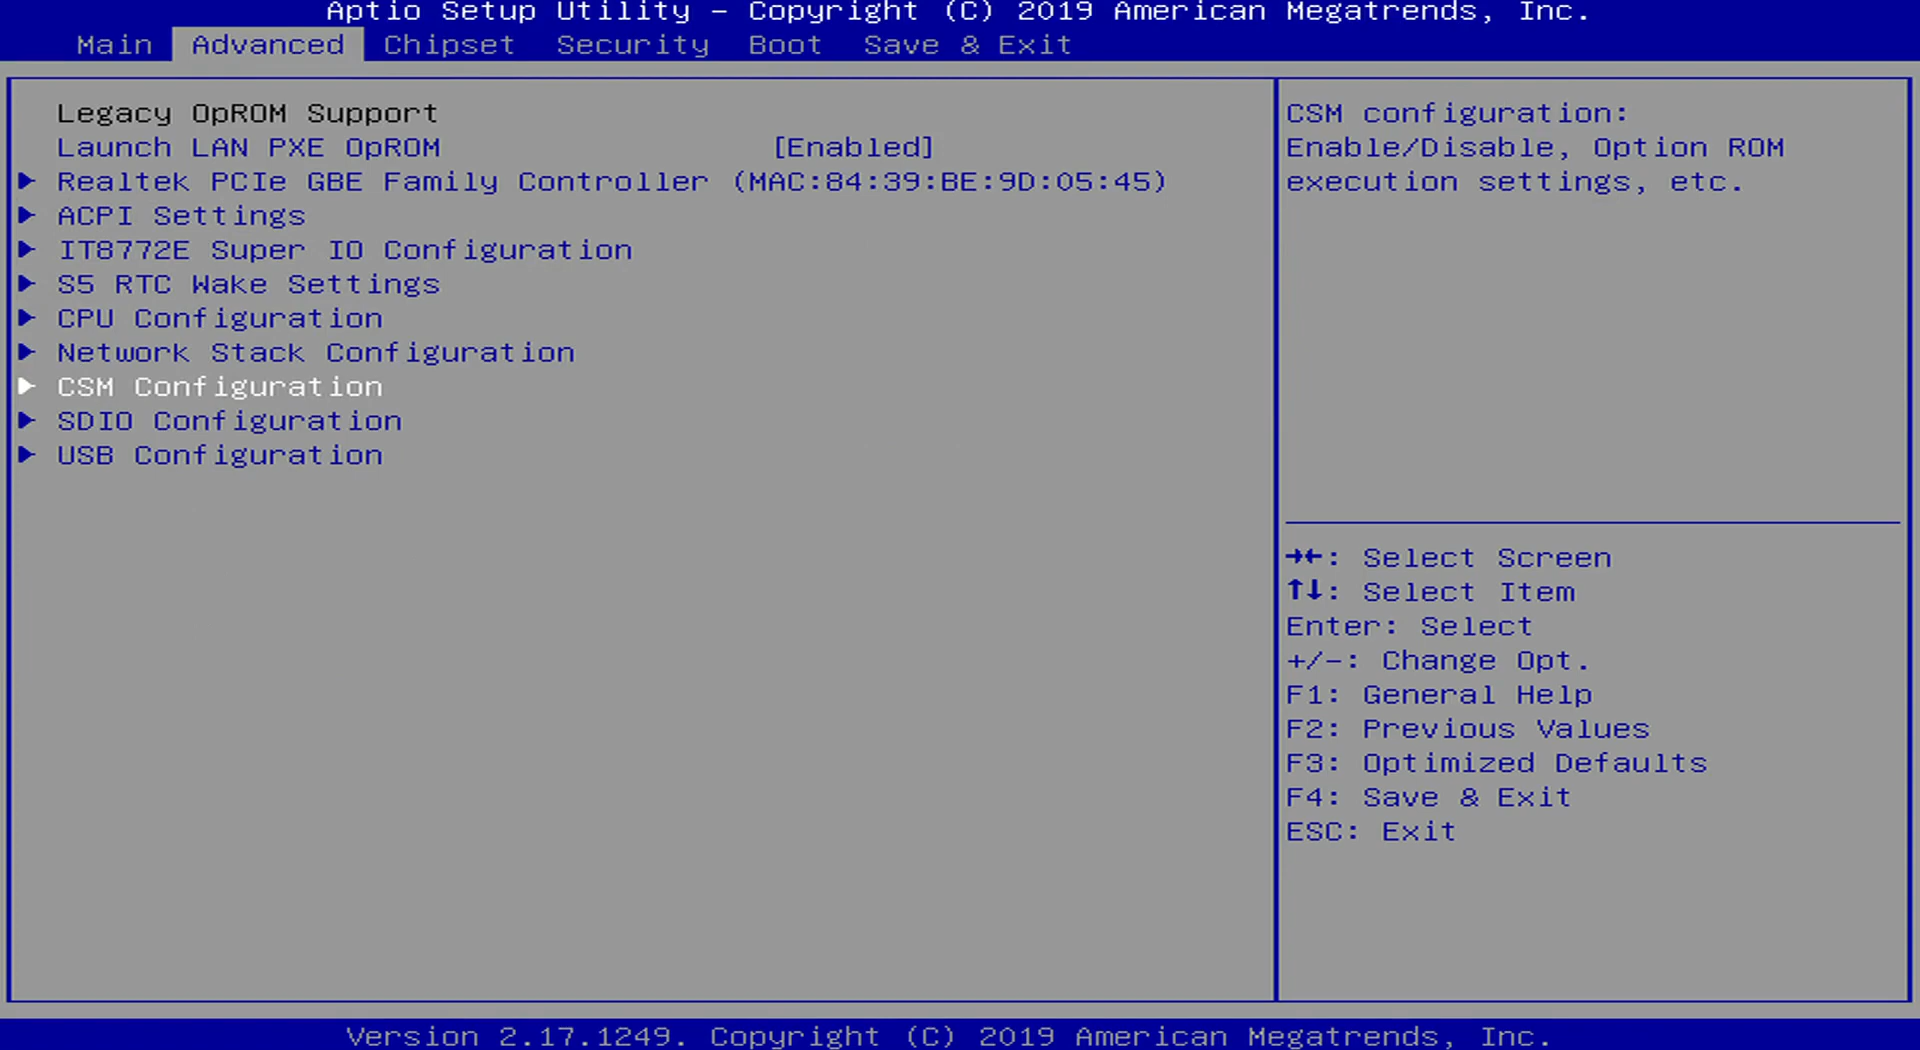 Aptio Setup Utility – Copyright (C) 2019 American Megatrends, Inc.
Main Advanced Chipset Security Boot Save & Exit
Legacy OpROM Support
Launch LAN PXE OpROM [Enabled]
► Realtek PCIe GBE Family Controller (MAC:84:39:BE:9D:05:45)
► ACPI Settings
► IT8772E Super IO Configuration
► S5 RTC Wake Settings
► CPU Configuration
► Network Stack Configuration
► CSM Configuration
► SDIO Configuration
► USB Configuration
CSM configuration:
Enable/Disable, Option ROM
execution settings, etc.
→←: Select Screen
↑↓: Select Item
Enter: Select
+/-: Change Opt.
F1: General Help
F2: Previous Values
F3: Optimized Defaults
F4: Save & Exit
ESC: Exit
Version 2.17.1249. Copyright (C) 2019 American Megatrends, Inc.